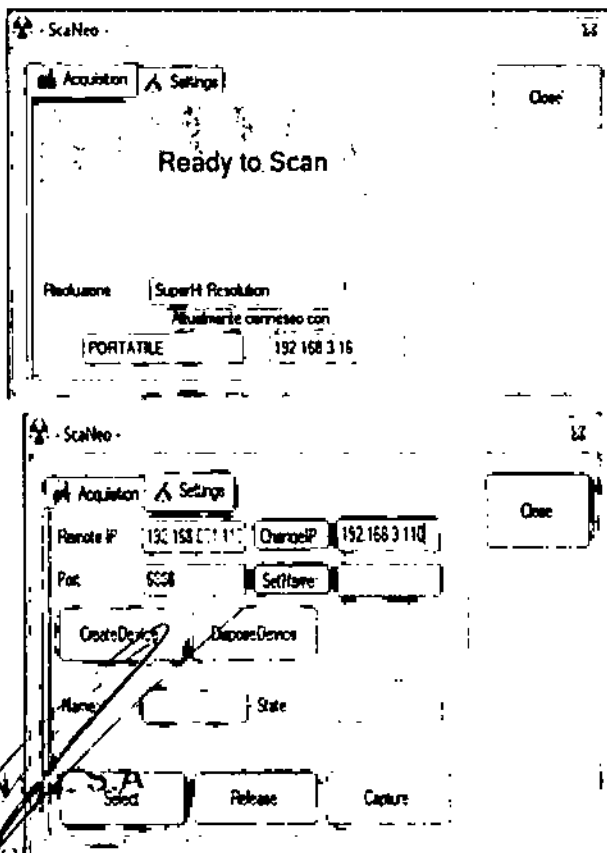 - ScaNeo -
Acquisition Settings
Close
Ready to Scan
Risoluzione SuperHi Resolution
Attualmente connesso con
PORTATILE 192 168 3 16
- ScaNeo -
Acquisition Settings
Close
Remote IP ChangeIP 192.168.3.110
Port SetName
CreateDevice DisposeDevice
Name State
Select Release Capture